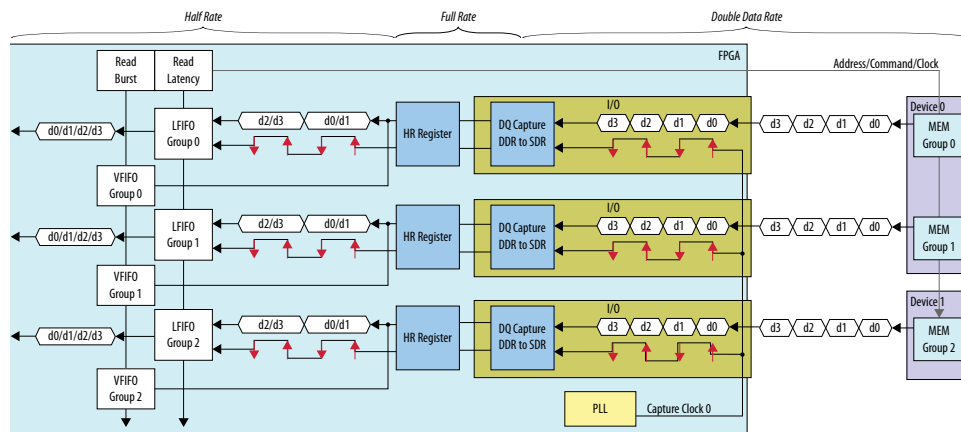 Half Rate
Full Rate
Double Data Rate
FPGA
Read
Burst
Read
Latency
Address/Command/Clock
Device 0
I/O
d0/d1/d2/d3
LFIFO
Group 0
d2/d3
d0/d1
HR Register
DQ Capture
DDR to SDR
d3
d2
d1
d0
d3
d2
d1
d0
MEM
Group 0
VFIFO
Group 0
I/O
d0/d1/d2/d3
LFIFO
Group 1
d2/d3
d0/d1
HR Register
DQ Capture
DDR to SDR
d3
d2
d1
d0
d3
d2
d1
d0
MEM
Group 1
VFIFO
Group 1
Device 1
I/O
d0/d1/d2/d3
LFIFO
Group 2
d2/d3
d0/d1
HR Register
DQ Capture
DDR to SDR
d3
d2
d1
d0
d3
d2
d1
d0
MEM
Group 2
VFIFO
Group 2
PLL
Capture Clock 0